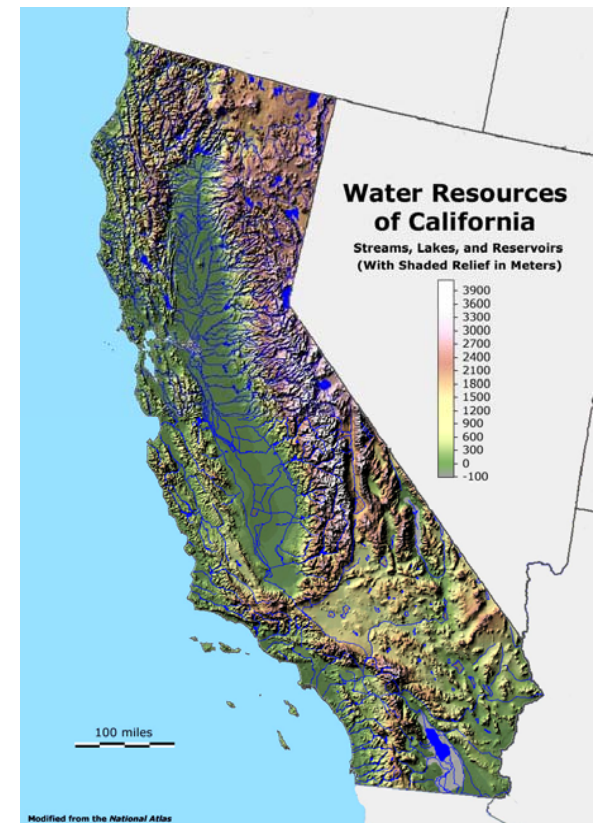 Water Resources
of California
Streams, Lakes, and Reservoirs
(With Shaded Relief in Meters)
3900
3600
3300
3000
2700
2400
2100
1800
1500
1200
900
600
300
0
-100
100 miles
Modified from the National Atlas